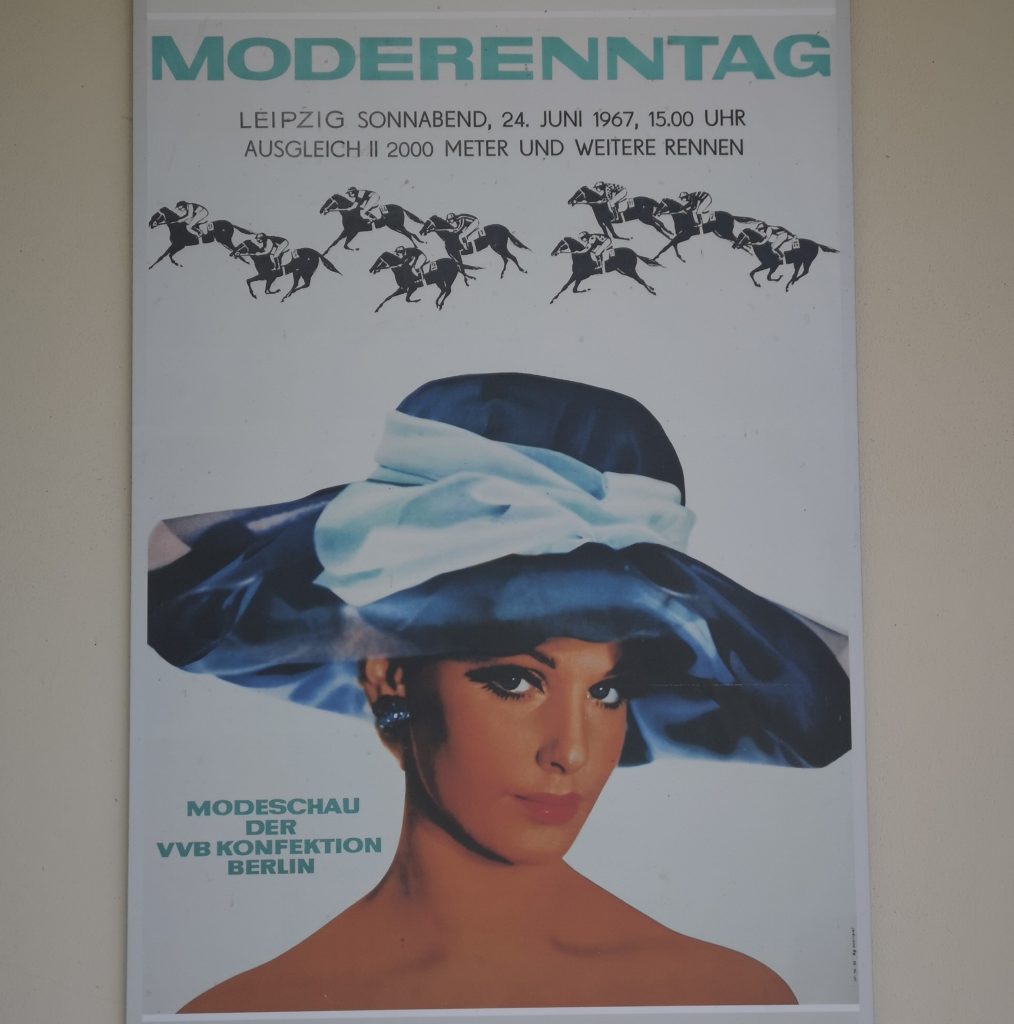 MODERENNTAG
LEIPZIG SONNABEND, 24. JUNI 1967, 15.00 UHR
AUSGLEICH II 2000 METER UND WEITERE RENNEN
MODESCHAU
DER
VVB KONFEKTION
BERLIN